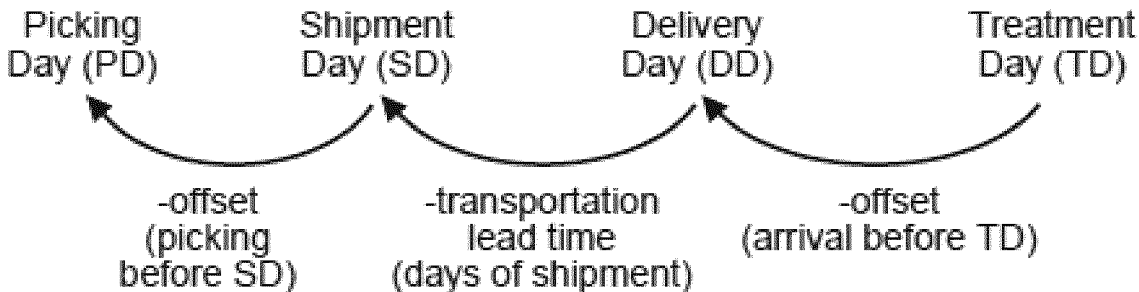 Picking
Day (PD)
Shipment
Day (SD)
Delivery
Day (DD)
Treatment
Day (TD)
-offset
(picking
before SD)
-transportation
lead time
(days of shipment)
-offset
(arrival before TD)